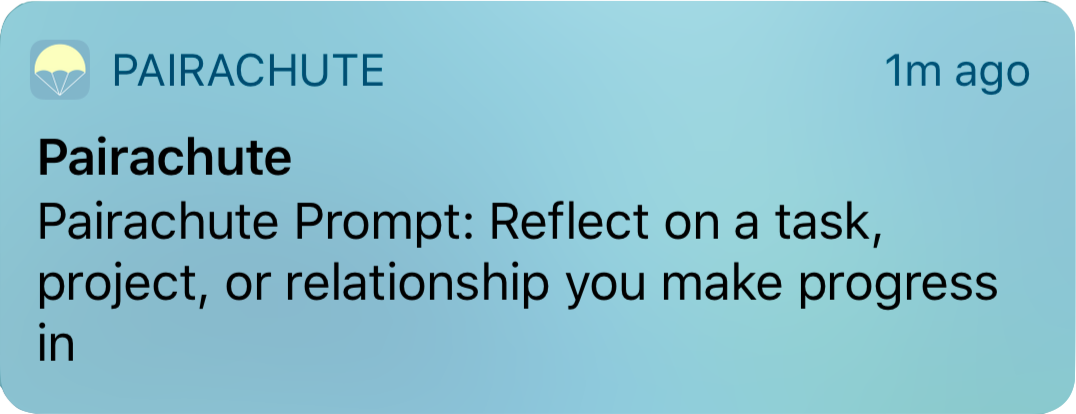 PAIRACHUTE 1m ago
Pairachute
Pairachute Prompt: Reflect on a task,
project, or relationship you make progress
in